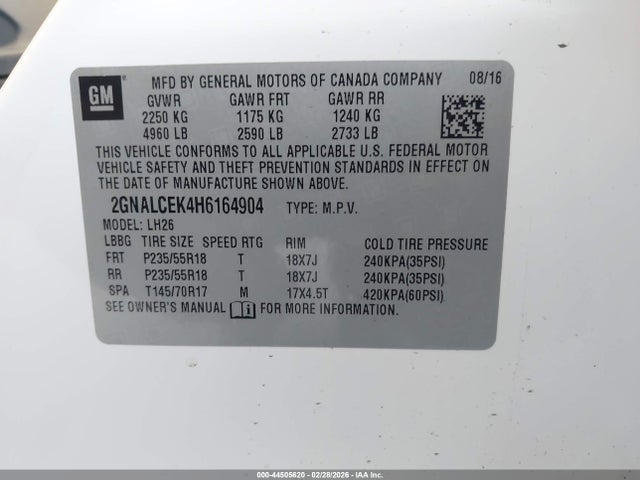 GM
MFD BY GENERAL MOTORS OF CANADA COMPANY 08/16
GVWR GAWR FRT GAWR RR
2250 KG 1175 KG 1240 KG
4960 LB 2590 LB 2733 LB
THIS VEHICLE CONFORMS TO ALL APPLICABLE U.S. FEDERAL MOTOR
VEHICLE SAFETY AND THEFT PREVENTION STANDARDS IN EFFECT ON
THE DATE OF MANUFACTURE SHOWN ABOVE.
2GNALCEK4H6164904 TYPE: M.P.V.
MODEL: LH26
LBBG TIRE SIZE SPEED RTG RIM COLD TIRE PRESSURE
FRT P235/55R18 T 18X7J 240KPA(35PSI)
RR P235/55R18 T 18X7J 240KPA(35PSI)
SPA T145/70R17 M 17X4.5T 420KPA(60PSI)
SEE OWNER'S MANUAL FOR MORE INFORMATION.
000-44505620 02/28/2026 - IAA, Inc.